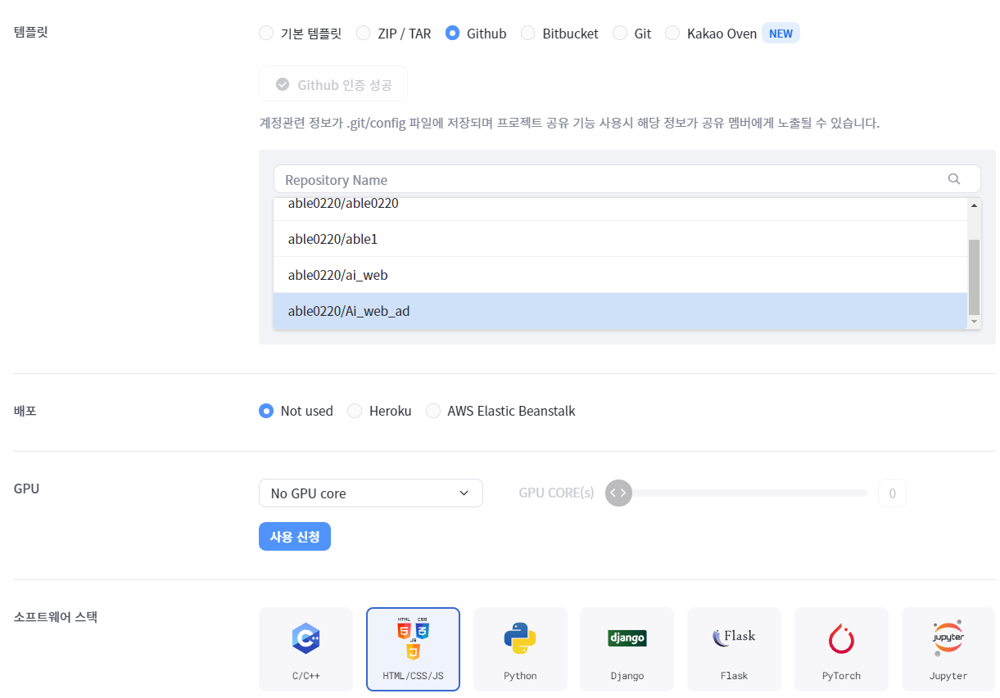 템플릿
기본 템플릿 ZIP / TAR Github Bitbucket Git Kakao Oven NEW
Github 인증 성공
계정관련 정보가 .git/config 파일에 저장되며 프로젝트 공유 기능 사용시 해당 정보가 공유 멤버에게 노출될 수 있습니다.
Repository Name
able0220/able0220
able0220/able1
able0220/ai_web
able0220/Ai_web_ad
배포
Not used Heroku AWS Elastic Beanstalk
GPU
No GPU core GPU CORE(s) 0
사용 신청
소프트웨어 스택
HTML CSS
JS
django
Flask
jupyter
C/C++ HTML/CSS/JS Python Django Flask PyTorch Jupyter